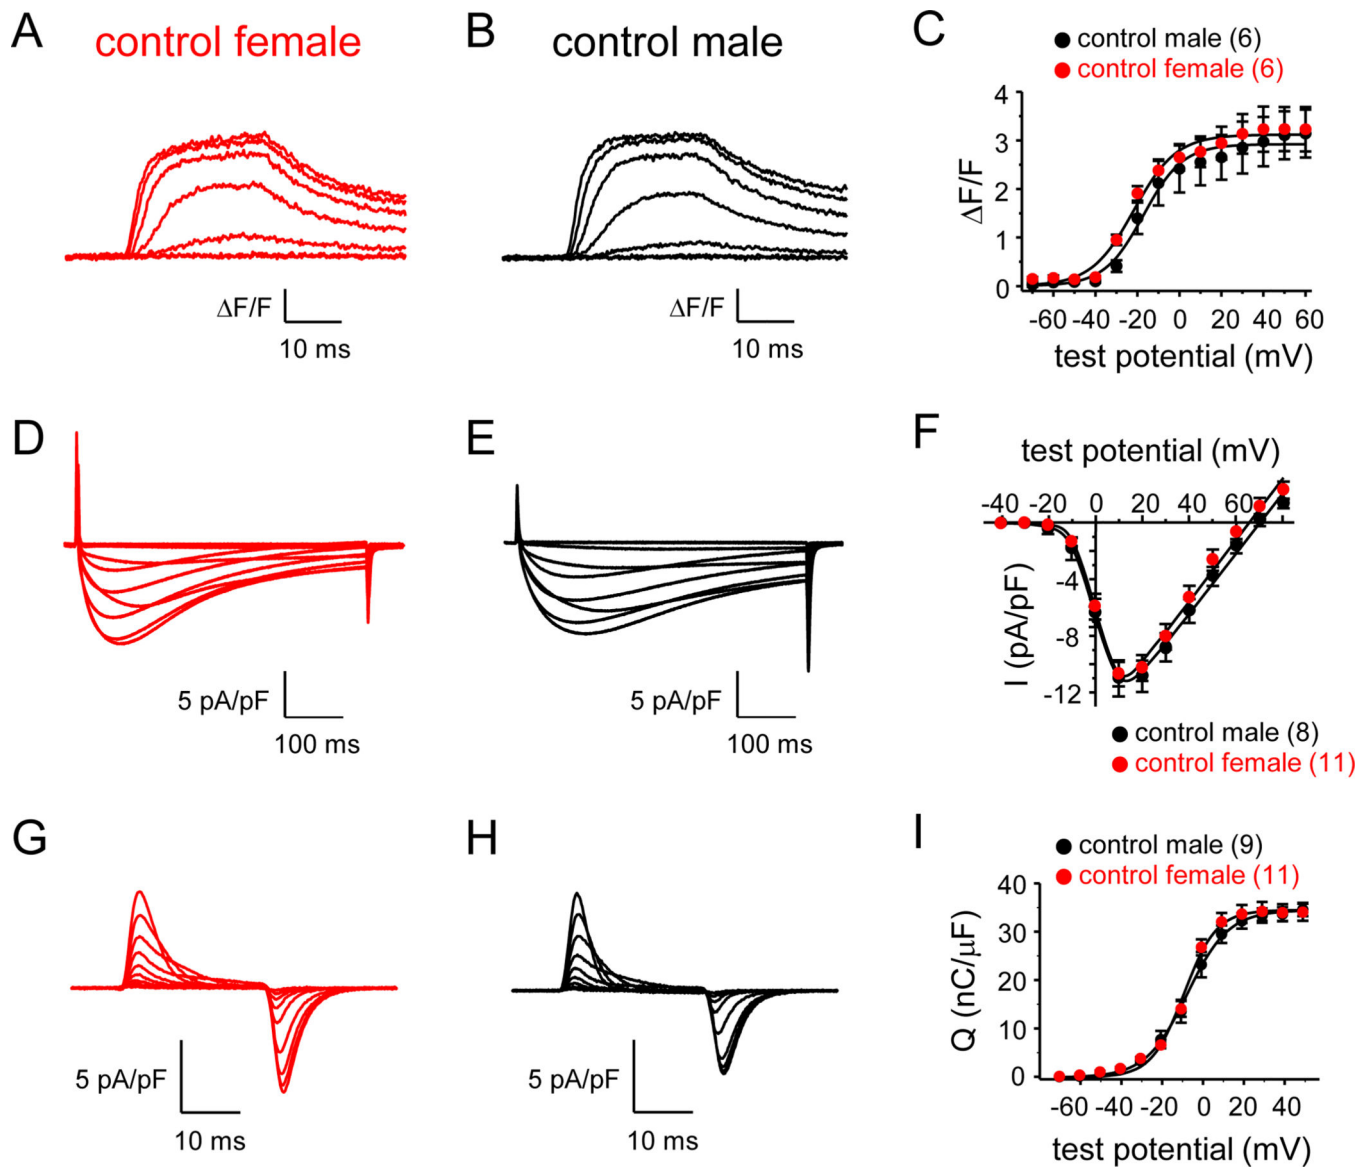 A control female
B control male
C
control male (6)
control female (6)
4
3
2
1
0
ΔF/F
-60 -40 -20 0 20 40 60
test potential (mV)
ΔF/F
10 ms
ΔF/F
10 ms
D
E
F
test potential (mV)
-40 -20 0 20 40 60
-4
-8
-12
I (pA/pF)
control male (8)
control female (11)
5 pA/pF
100 ms
5 pA/pF
100 ms
G
H
I
control male (9)
control female (11)
40
30
20
10
0
Q (nC/μF)
-60 -40 -20 0 20 40
test potential (mV)
5 pA/pF
10 ms
5 pA/pF
10 ms